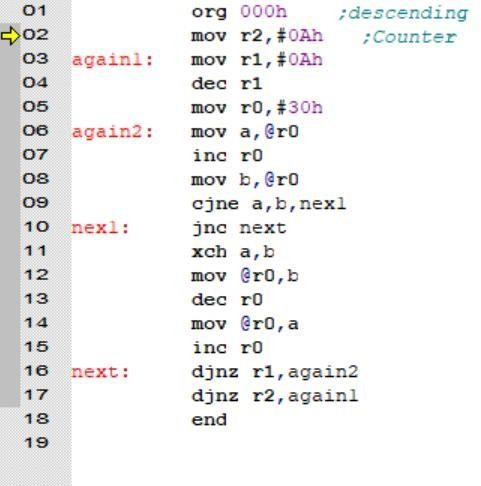 01 org 000h ;descending
02 mov r2,#0Ah ;Counter
03 again1: mov r1,#0Ah
04 dec r1
05 mov r0,#30h
06 again2: mov a,@r0
07 inc r0
08 mov b,@r0
09 cjne a,b,nex1
10 nex1: jnc next
11 xch a,b
12 mov @r0,b
13 dec r0
14 mov @r0,a
15 inc r0
16 next: djnz r1,again2
17 djnz r2,again1
18 end
19